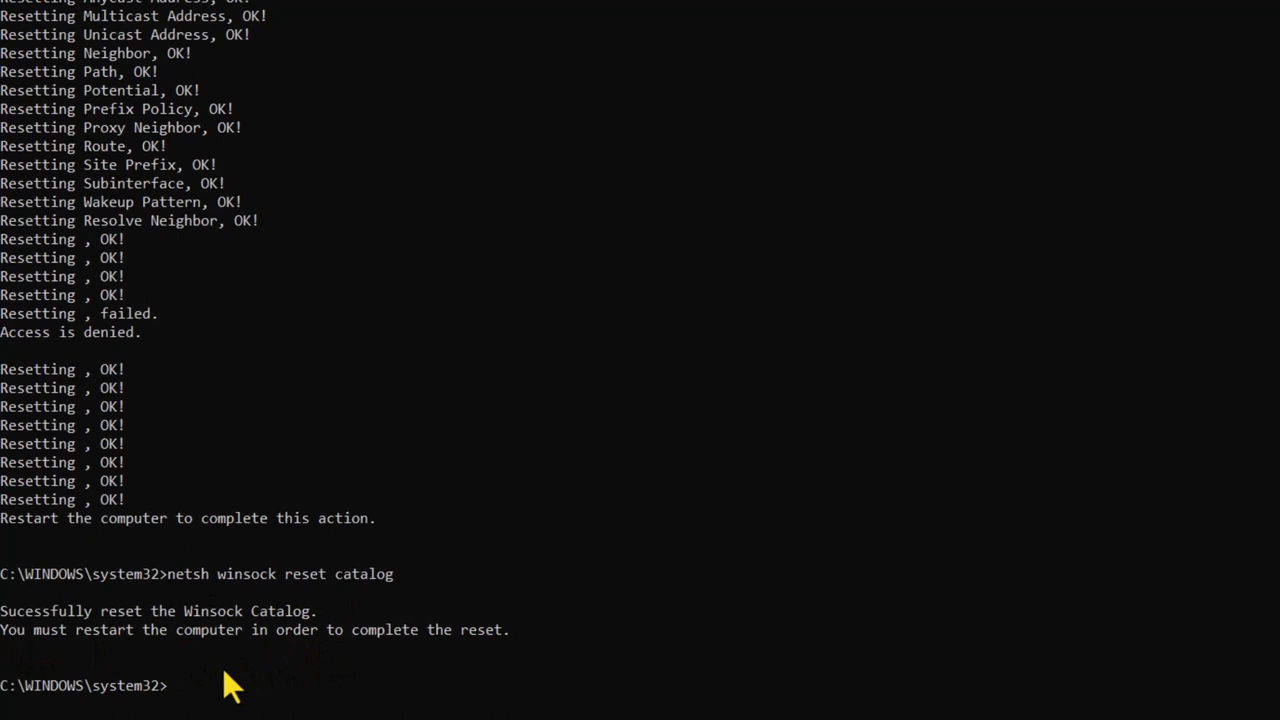 Resetting Anycast Address, OK!
Resetting Multicast Address, OK!
Resetting Unicast Address, OK!
Resetting Neighbor, OK!
Resetting Path, OK!
Resetting Potential, OK!
Resetting Prefix Policy, OK!
Resetting Proxy Neighbor, OK!
Resetting Route, OK!
Resetting Site Prefix, OK!
Resetting Subinterface, OK!
Resetting Wakeup Pattern, OK!
Resetting Resolve Neighbor, OK!
Resetting , OK!
Resetting , OK!
Resetting , OK!
Resetting , OK!
Resetting , failed.
Access is denied.
Resetting , OK!
Resetting , OK!
Resetting , OK!
Resetting , OK!
Resetting , OK!
Resetting , OK!
Resetting , OK!
Resetting , OK!
Restart the computer to complete this action.
C:\WINDOWS\system32>netsh winsock reset catalog
Sucessfully reset the Winsock Catalog.
You must restart the computer in order to complete the reset.
C:\WINDOWS\system32>